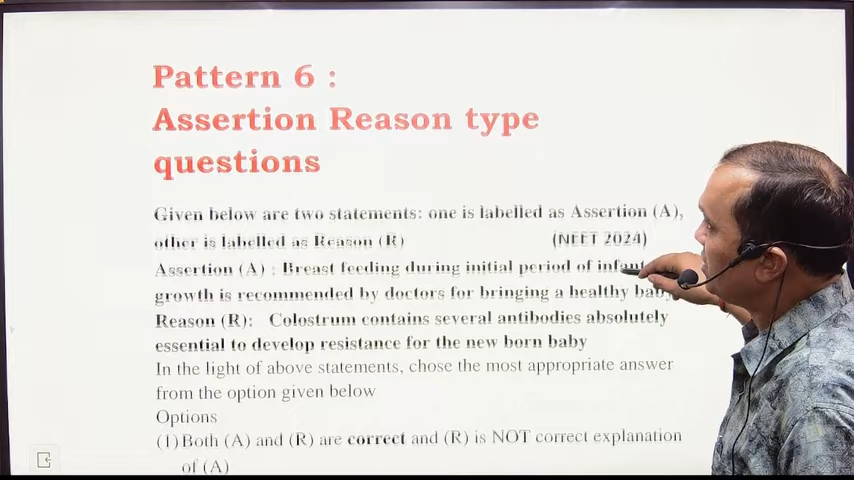 Pattern 6 :
Assertion Reason type
questions
Given below are two statements: one is labelled as Assertion (A),
other is labelled as Reason (R) (NEET 2024)
Assertion (A) : Breast feeding during initial period of infant
growth is recommended by doctors for bringing a healthy baby.
Reason (R): Colostrum contains several antibodies absolutely
essential to develop resistance for the new born baby
In the light of above statements, chose the most appropriate answer
from the option given below
Options
(1) Both (A) and (R) are correct and (R) is NOT correct explanation
of (A)